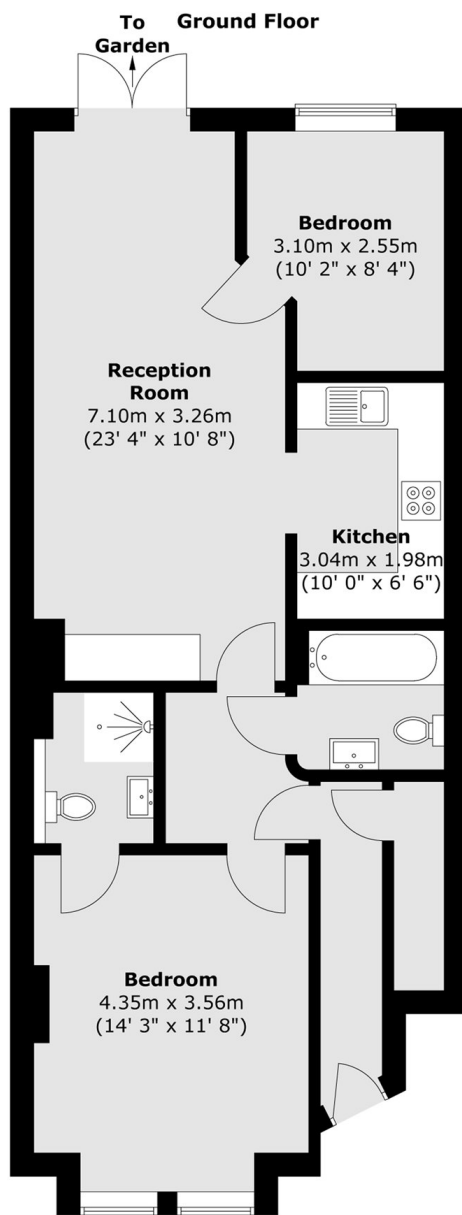 To
Garden
Ground Floor
Bedroom
3.10m x 2.55m
(10' 2" x 8' 4")
Reception
Room
7.10m x 3.26m
(23' 4" x 10' 8")
Kitchen
3.04m x 1.98m
(10' 0" x 6' 6")
Bedroom
4.35m x 3.56m
(14' 3" x 11' 8")